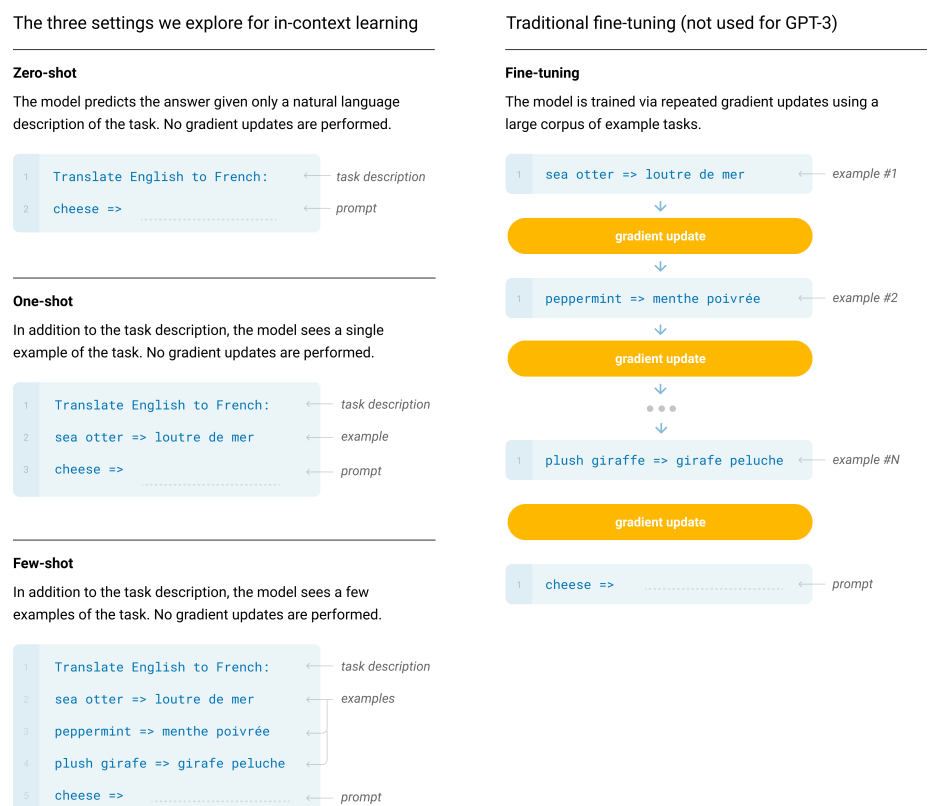 The three settings we explore for in-context learning
Zero-shot
The model predicts the answer given only a natural language
description of the task. No gradient updates are performed.
1 Translate English to French: task description
2 cheese => prompt
One-shot
In addition to the task description, the model sees a single
example of the task. No gradient updates are performed.
1 Translate English to French: task description
2 sea otter => loutre de mer example
3 cheese => prompt
Few-shot
In addition to the task description, the model sees a few
examples of the task. No gradient updates are performed.
1 Translate English to French: task description
2 sea otter => loutre de mer examples
3 peppermint => menthe poivrée
4 plush girafe => girafe peluche
5 cheese => prompt
Traditional fine-tuning (not used for GPT-3)
Fine-tuning
The model is trained via repeated gradient updates using a
large corpus of example tasks.
1 sea otter => loutre de mer example #1
gradient update
1 peppermint => menthe poivrée example #2
gradient update
1 plush giraffe => girafe peluche example #N
gradient update
1 cheese => prompt